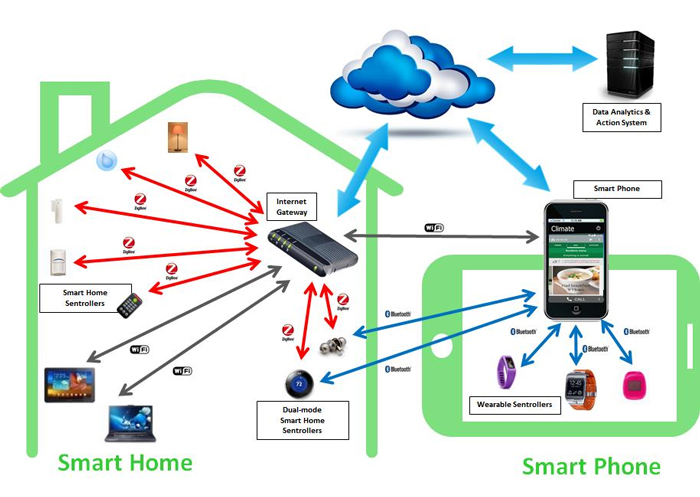 Data Analytics &
Action System
Smart Phone
Internet
Gateway
ZigBee
ZigBee
ZigBee
ZigBee
ZigBee
ZigBee
WiFi
Climate
CALL
Smart Home
Sentrollers
ZigBee
ZigBee
WiFi
WiFi
Bluetooth
Bluetooth
Bluetooth
Bluetooth
Bluetooth
72
Dual-mode
Smart Home
Sentrollers
Wearable Sentrollers
Smart Home
Smart Phone